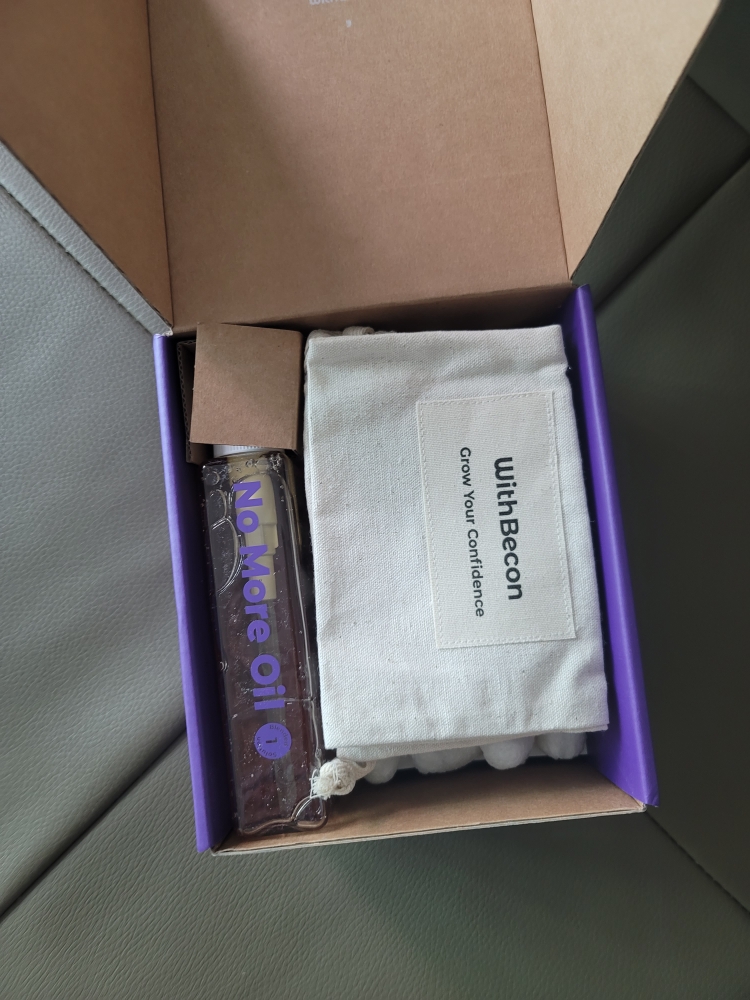 No More Oil 1
WithBecon
Grow Your Confidence